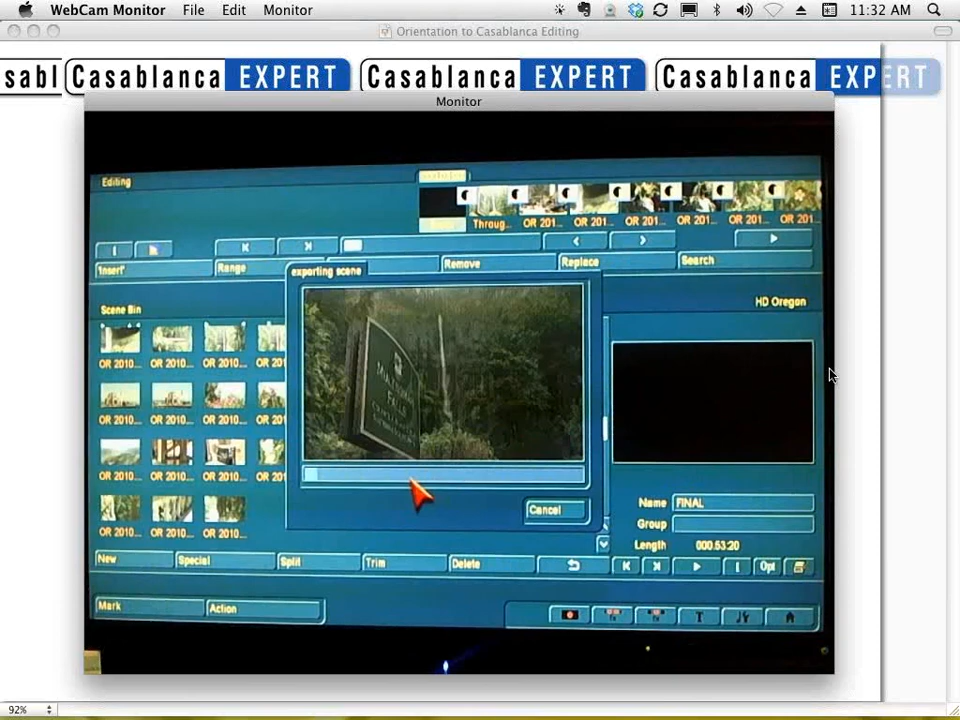 WebCam Monitor File Edit Monitor 11:32 AM
Orientation to Casablanca Editing
sabl Casablanca EXPERT Casablanca EXPERT Casablanca EXPERT
Monitor
Editing
Throug... OR 201... OR 201... OR 201... OR 201... OR 201... OR 201...
Insert Range Remove Replace Search
exporting scene
Scene Bin
HD Oregon
OR 2010... OR 2010... OR 2010... OR 201
OR 2010... OR 2010... OR 2010... OR 201
OR 2010... OR 2010... OR 2010... OR 201
OR 2010... OR 2010... OR 2010...
FALLS
Cancel
Name FINAL
Group
Length 000.53:20
New Special Split Trim Delete Opt
Mark Action T
92%